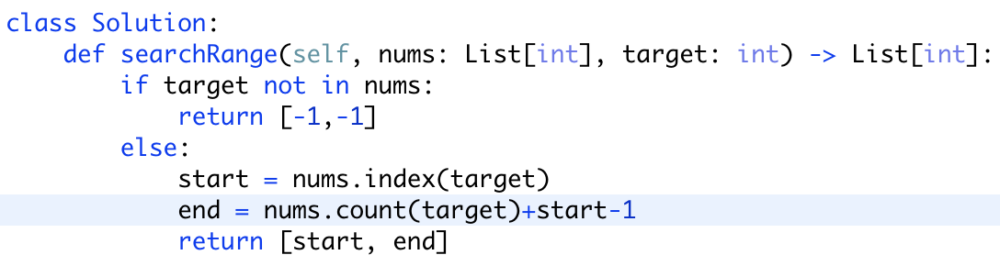 class Solution:
    def searchRange(self, nums: List[int], target: int) -> List[int]:
        if target not in nums:
            return [-1,-1]
        else:
            start = nums.index(target)
            end = nums.count(target)+start-1
            return [start, end]